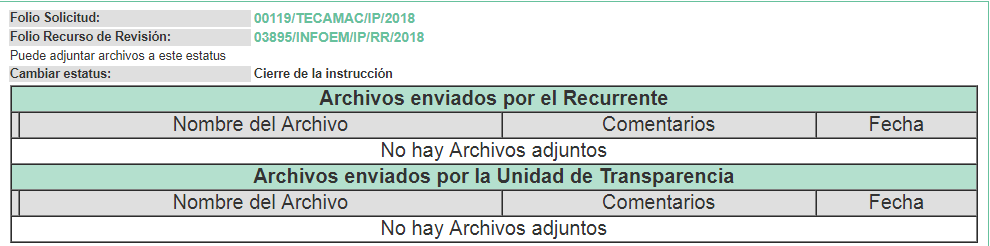 Folio Solicitud: 00119/TECAMAC/IP/2018
Folio Recurso de Revisión: 03895/INFOEM/IP/RR/2018
Puede adjuntar archivos a este estatus
Cambiar estatus: Cierre de la instrucción
Archivos enviados por el Recurrente
Nombre del Archivo Comentarios Fecha
No hay Archivos adjuntos
Archivos enviados por la Unidad de Transparencia
Nombre del Archivo Comentarios Fecha
No hay Archivos adjuntos